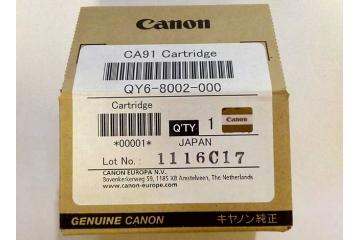 Canon
CA91 Cartridge
QY6-8002-000
Cartridge
*00001*
Q'TY 1
Canon
JAPAN
Lot No. : 1116C17
CANON EUROPA N.V.
Bovenkerkerweg 59, 1185 XB Amstelveen, The Netherlands
www.canon-europe.com
GENUINE CANON キヤノン純正